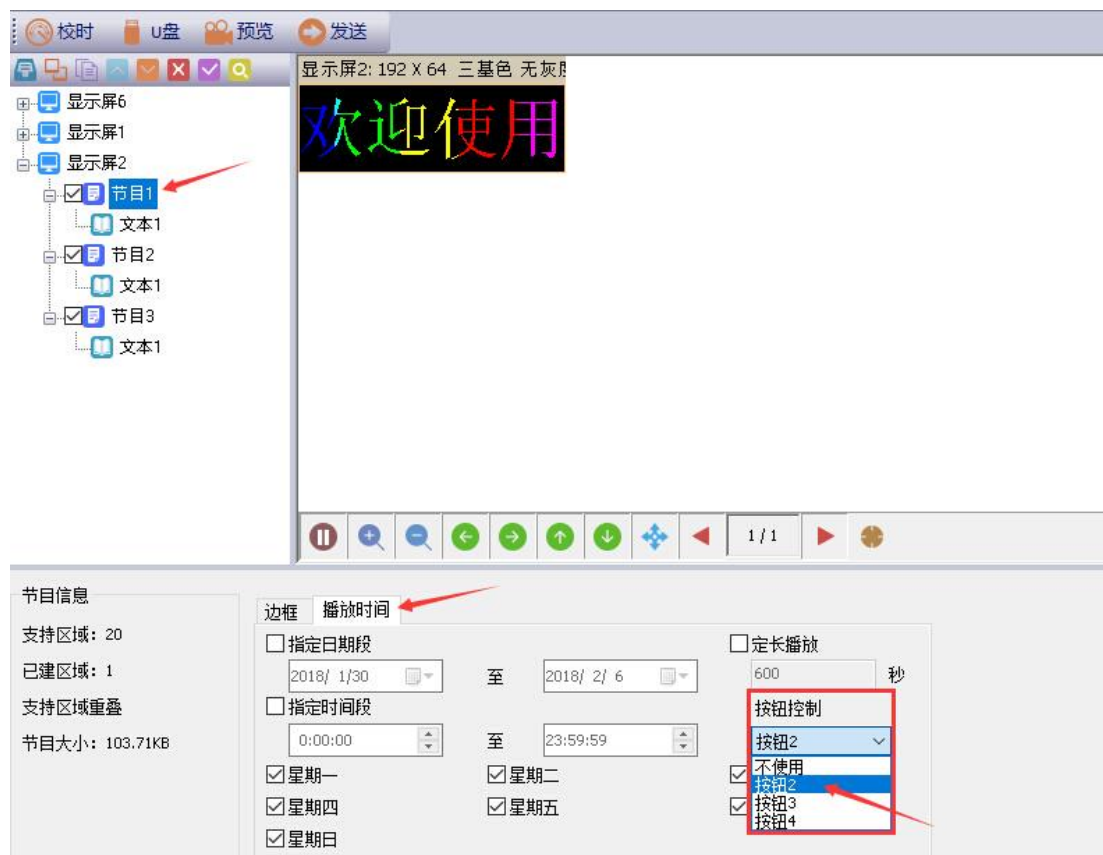 校时 U盘 预览 发送
显示屏2: 192 X 64 三基色 无灰度
欢迎使用
显示屏6
显示屏1
显示屏2
节目1
文本1
节目2
文本1
节目3
文本1
1/1
节目信息
支持区域: 20
已建区域: 1
支持区域重叠
节目大小: 103.71KB
边框 播放时间
指定日期段
2018/ 1/30 至 2018/ 2/ 6
指定时间段
0:00:00 至 23:59:59
星期一 星期二
星期四 星期五
星期日
定长播放
600 秒
按钮控制
按钮2
不使用
按钮2
按钮3
按钮4